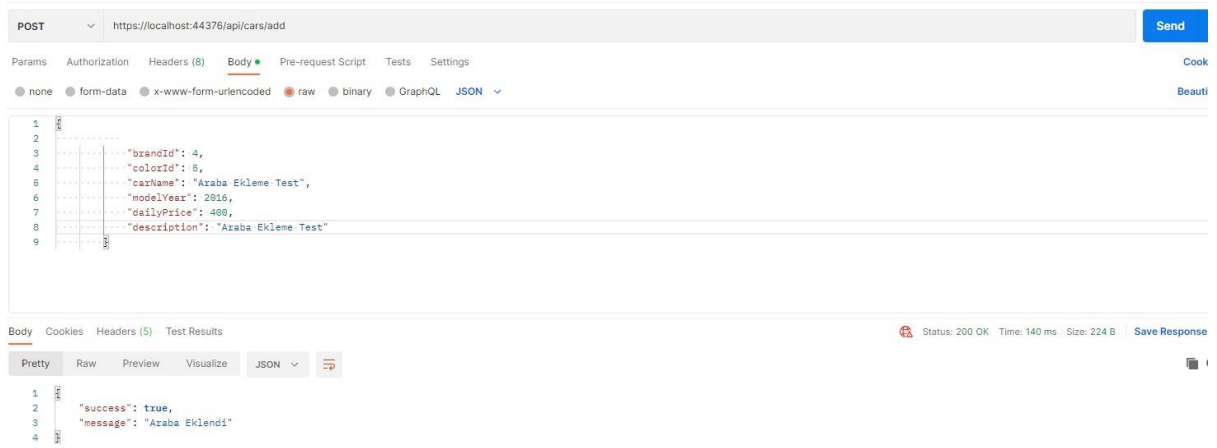 POST https://localhost:44376/api/cars/add Send
Params Authorization Headers (8) Body Pre-request Script Tests Settings Cook
none form-data x-www-form-urlencoded raw binary GraphQL JSON Beauti
1 {
2
3 "brandId": 4,
4 "colorId": 5,
5 "carName": "Araba Ekleme Test",
6 "modelYear": 2016,
7 "dailyPrice": 400,
8 "description": "Araba Ekleme Test"
9 }
Body Cookies Headers (5) Test Results Status: 200 OK Time: 140 ms Size: 224 B Save Response
Pretty Raw Preview Visualize JSON
1 {
2 "success": true,
3 "message": "Araba Eklendi"
4 }